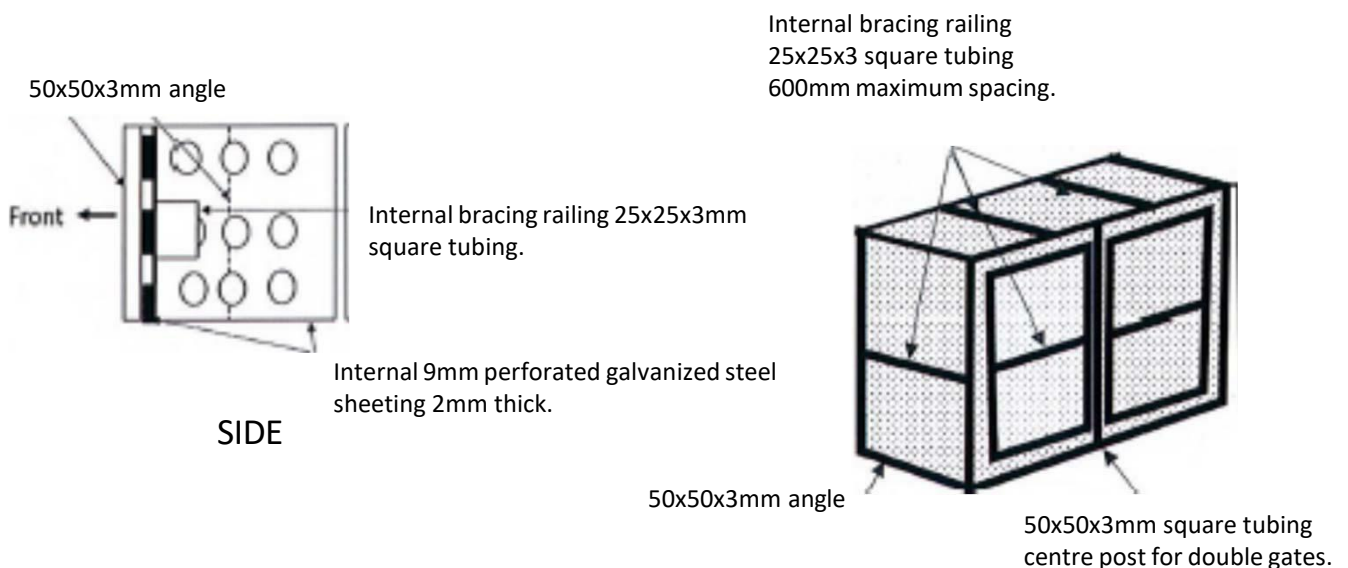 Internal bracing railing
25x25x3 square tubing
600mm maximum spacing.
50x50x3mm angle
Front
Internal bracing railing 25x25x3mm
square tubing.
Internal 9mm perforated galvanized steel
sheeting 2mm thick.
SIDE
50x50x3mm angle
50x50x3mm square tubing
centre post for double gates.